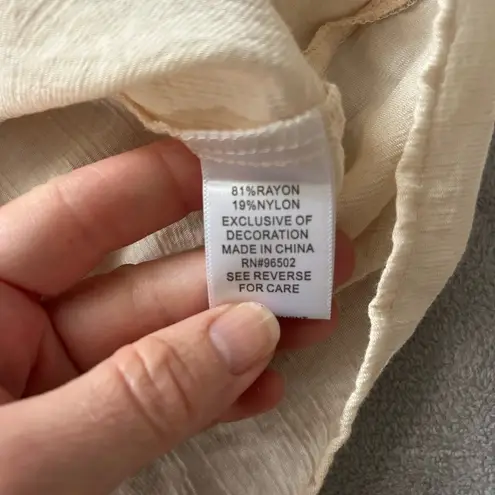 81%RAYON
19%NYLON
EXCLUSIVE OF
DECORATION
MADE IN CHINA
RN#96502
SEE REVERSE
FOR CARE